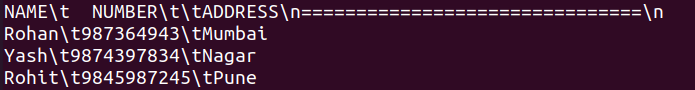 NAME\t  NUMBER\t\tADDRESS\n===============================\n
Rohan\t987364943\tMumbai
Yash\t9874397834\tNagar
Rohit\t9845987245\tPune